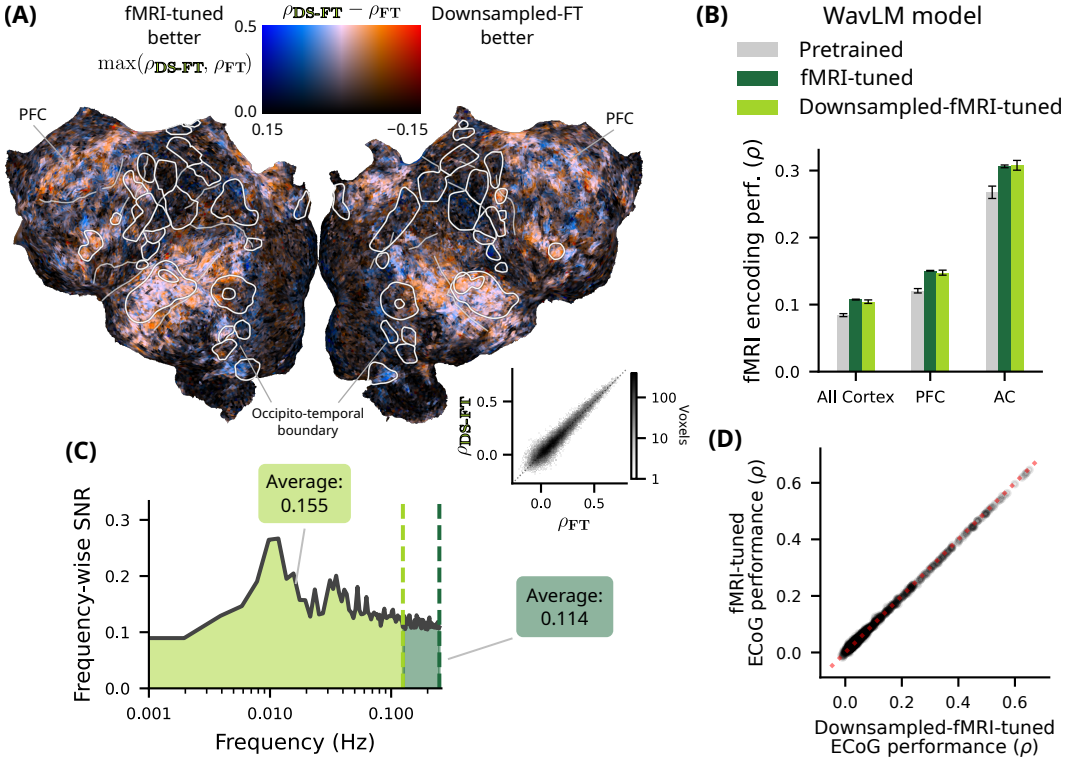 (A)
fMRI-tuned
better
ρDS-FT − ρFT
Downsampled-FT
better
max(ρDS-FT, ρFT)
0.5
0.0
0.15
−0.15
PFC
PFC
Occipito-temporal
boundary
ρDS-FT
0.5
0.0
0.0
0.5
ρFT
100
10
1
Voxels
(B)
WavLM model
Pretrained
fMRI-tuned
Downsampled-fMRI-tuned
fMRI encoding perf. (ρ)
0.3
0.2
0.1
0.0
All Cortex
PFC
AC
(C)
Average:
0.155
Average:
0.114
Frequency-wise SNR
0.3
0.2
0.1
0.0
0.001
0.010
0.100
Frequency (Hz)
(D)
fMRI-tuned
ECoG performance (ρ)
0.6
0.4
0.2
0.0
0.0
0.2
0.4
0.6
Downsampled-fMRI-tuned
ECoG performance (ρ)